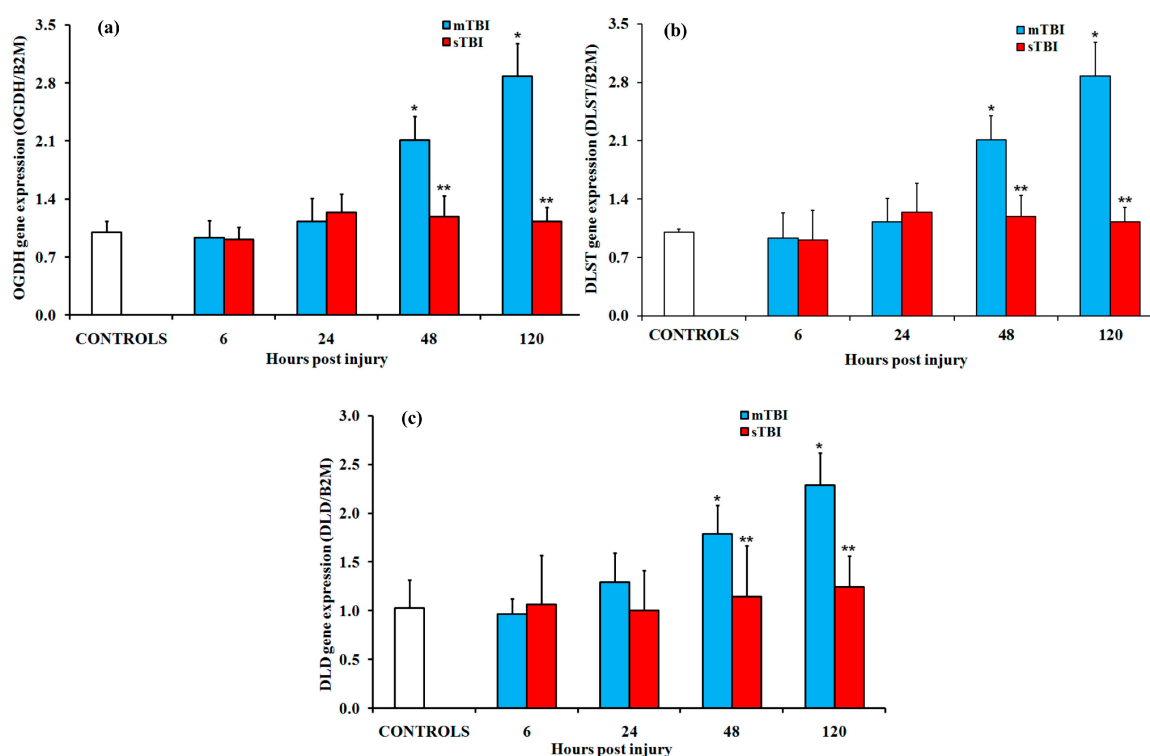 (a)
mTBI
sTBI
OGDH gene expression (OGDH/B2M)
3.5
2.8
2.1
1.4
0.7
0.0
*
*
**
**
CONTROLS 6 24 48 120
Hours post injury
(b)
mTBI
sTBI
DLST gene expression (DLST/B2M)
3.5
2.8
2.1
1.4
0.7
0.0
*
*
**
**
CONTROLS 6 24 48 120
Hours post injury
(c)
mTBI
sTBI
DLD gene expression (DLD/B2M)
3.0
2.5
2.0
1.5
1.0
0.5
0.0
*
*
**
**
CONTROLS 6 24 48 120
Hours post injury